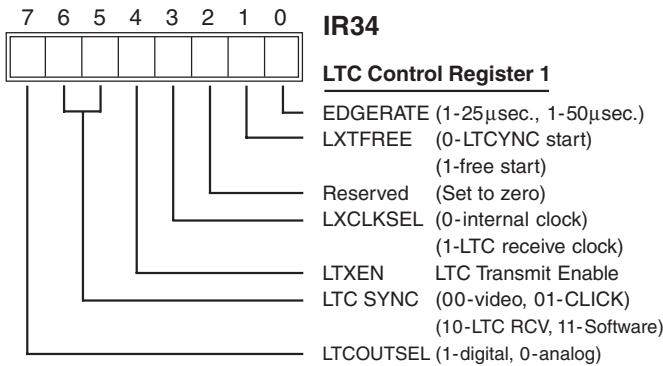 7 6 5 4 3 2 1 0
IR34
LTC Control Register 1
EDGERATE (1-25µsec., 1-50µsec.)
LXTFREE (0-LTCYNC start)
(1-free start)
Reserved (Set to zero)
LXCLKSEL (0-internal clock)
(1-LTC receive clock)
LTXEN LTC Transmit Enable
LTC SYNC (00-video, 01-CLICK)
(10-LTC RCV, 11-Software)
LTCOUTSEL (1-digital, 0-analog)